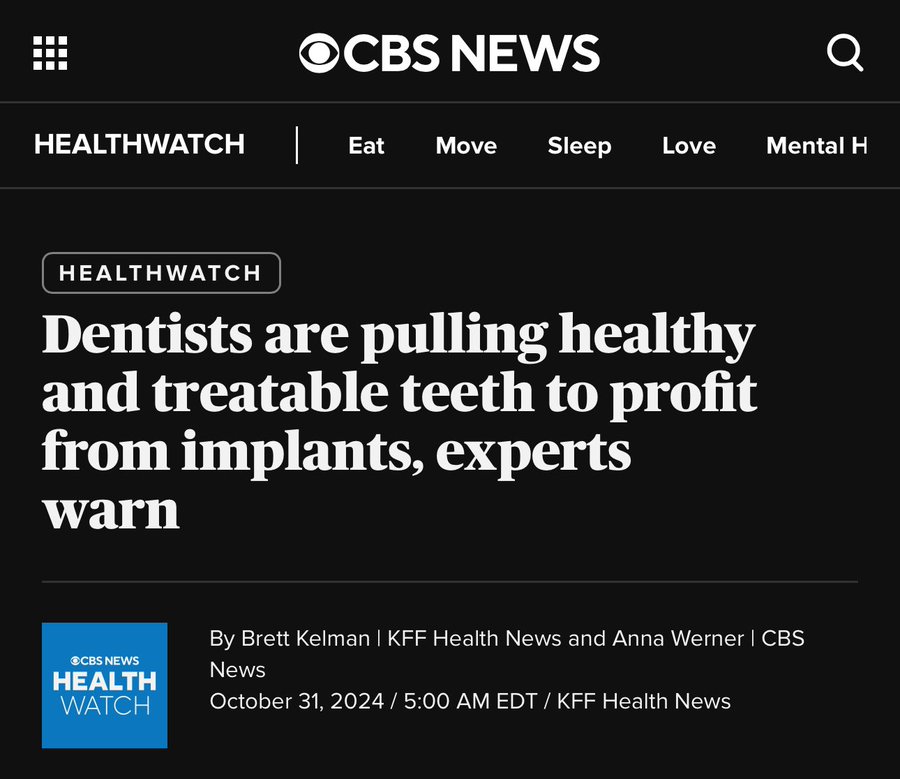 CBS NEWS
HEALTHWATCH | Eat Move Sleep Love Mental H
HEALTHWATCH
Dentists are pulling healthy
and treatable teeth to profit
from implants, experts
warn
CBS NEWS
HEALTH
WATCH
By Brett Kelman | KFF Health News and Anna Werner | CBS
News
October 31, 2024 / 5:00 AM EDT / KFF Health News